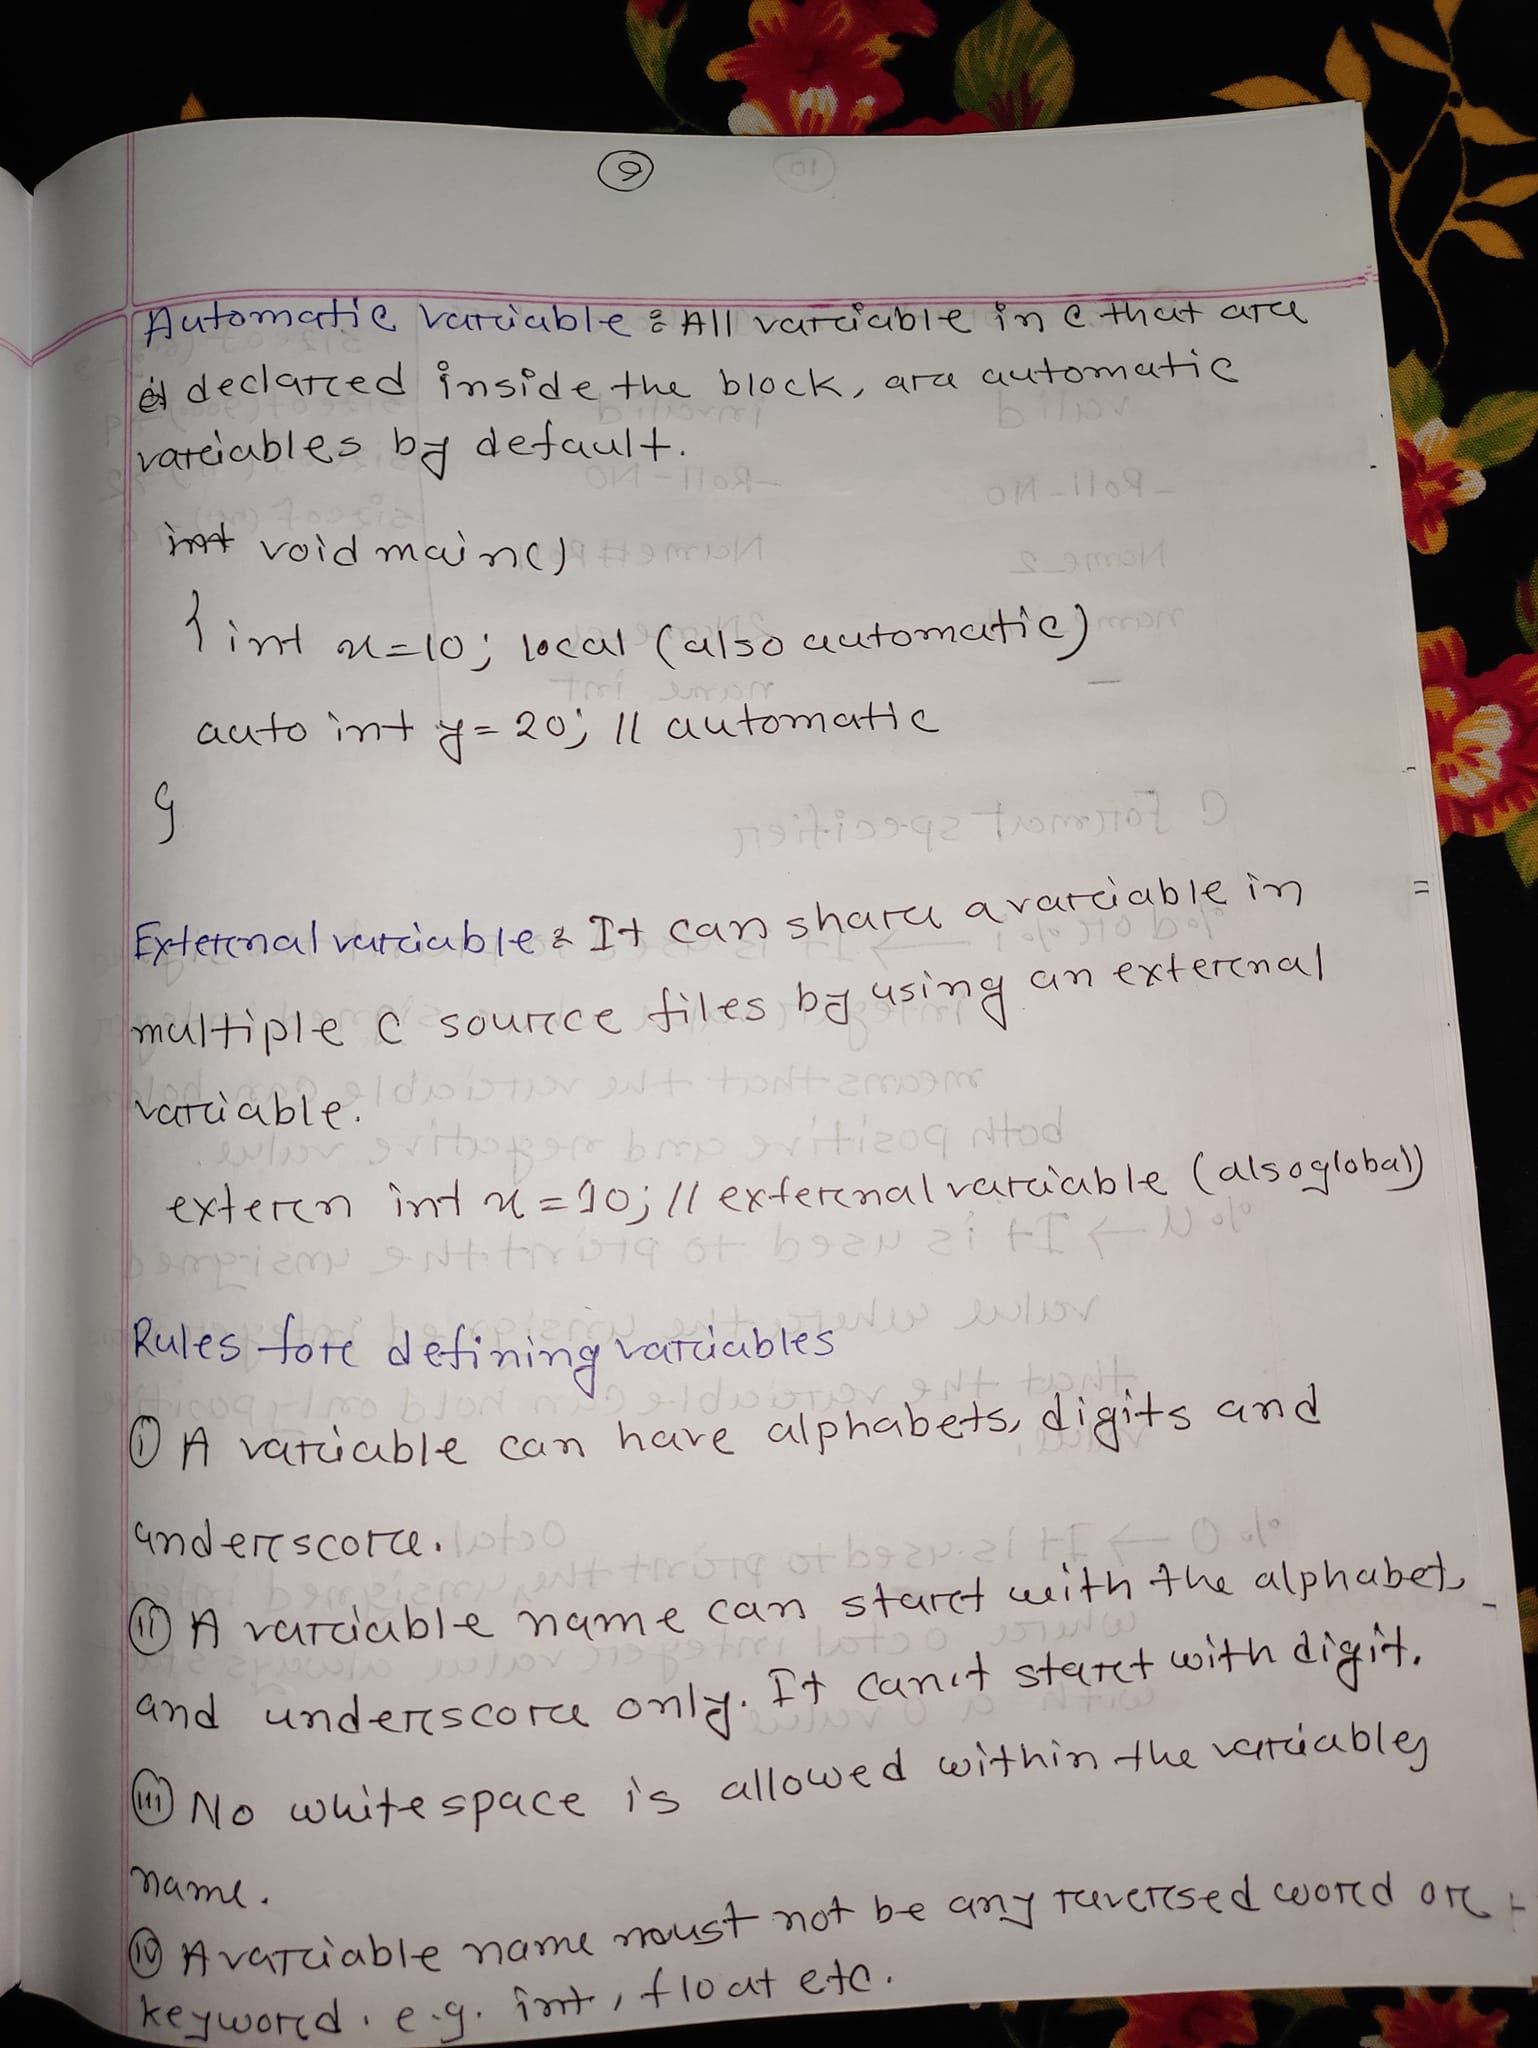 9
Automatic variable : All variable in C that are
declared inside the block, are automatic
variables by default.
int void main()
{ int x=10; local (also automatic)
auto int y=20; // automatic
}
External variable : It can share a variable in
multiple C source files by using an external
variable.
extern int x=10; // external variable (also global)
Rules for defining variables
(i) A variable can have alphabets, digits and
underscore.
(ii) A variable name can start with the alphabet,
and underscore only. It can't start with digit.
(iii) No white space is allowed within the variables
name.
(iv) A variable name must not be any reversed word or
keyword. e.g. int, float etc.